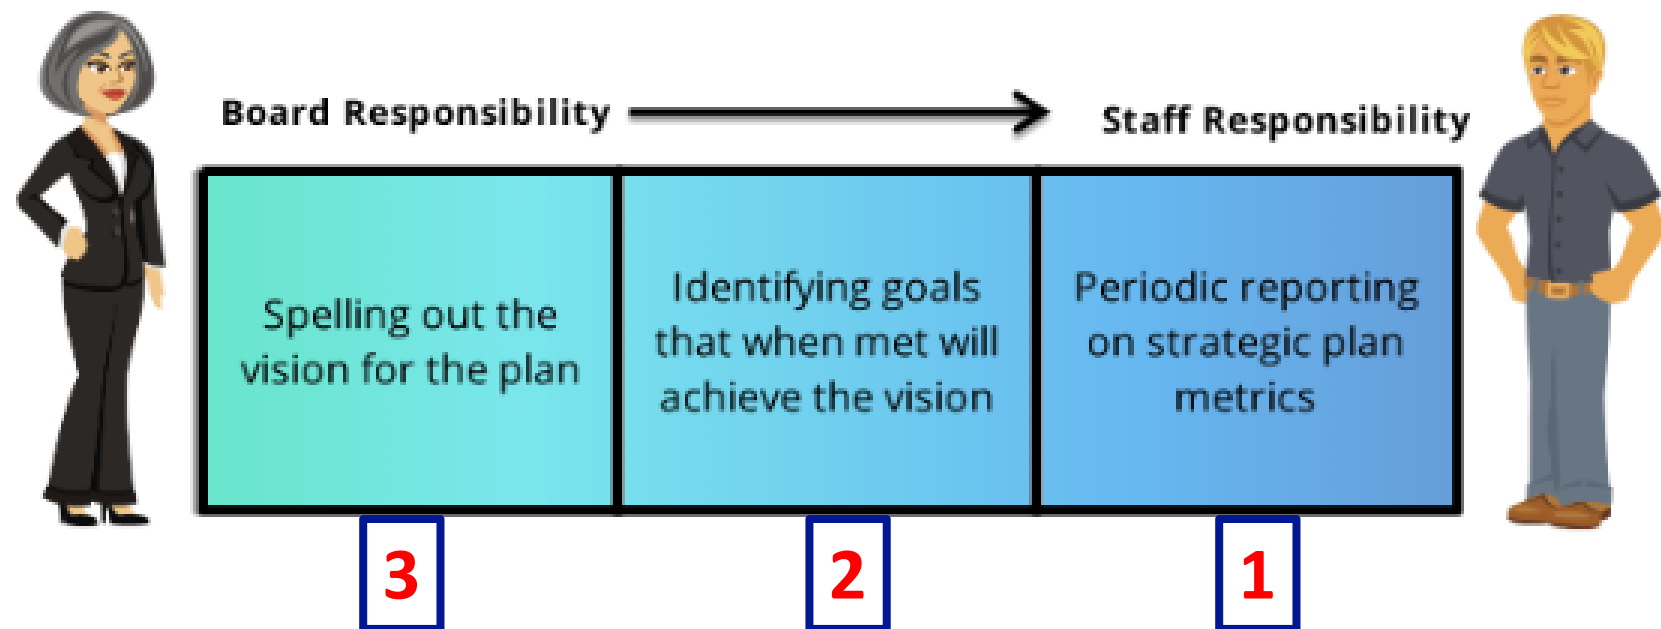 Board Responsibility
Staff Responsibility
Spelling out the
vision for the plan
Identifying goals
that when met will
achieve the vision
Periodic reporting
on strategic plan
metrics
3
2
1